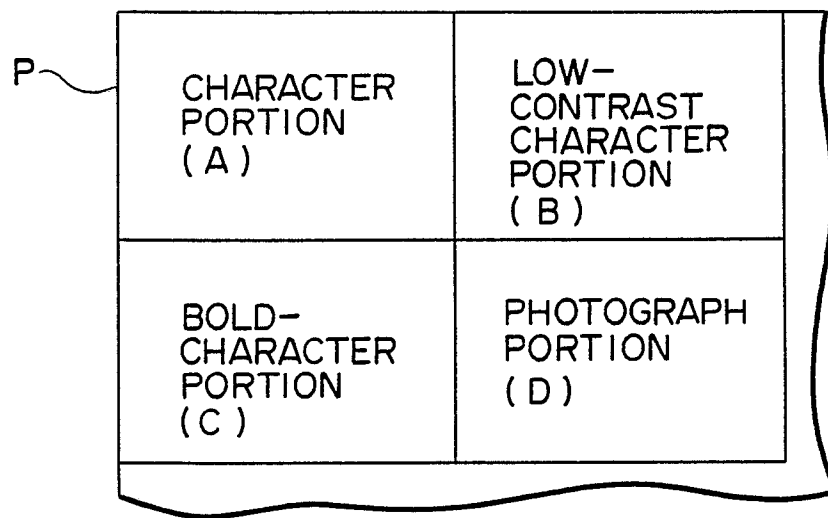 P
CHARACTER
PORTION
(A)
LOW-
CONTRAST
CHARACTER
PORTION
(B)
BOLD-
CHARACTER
PORTION
(C)
PHOTOGRAPH
PORTION
(D)